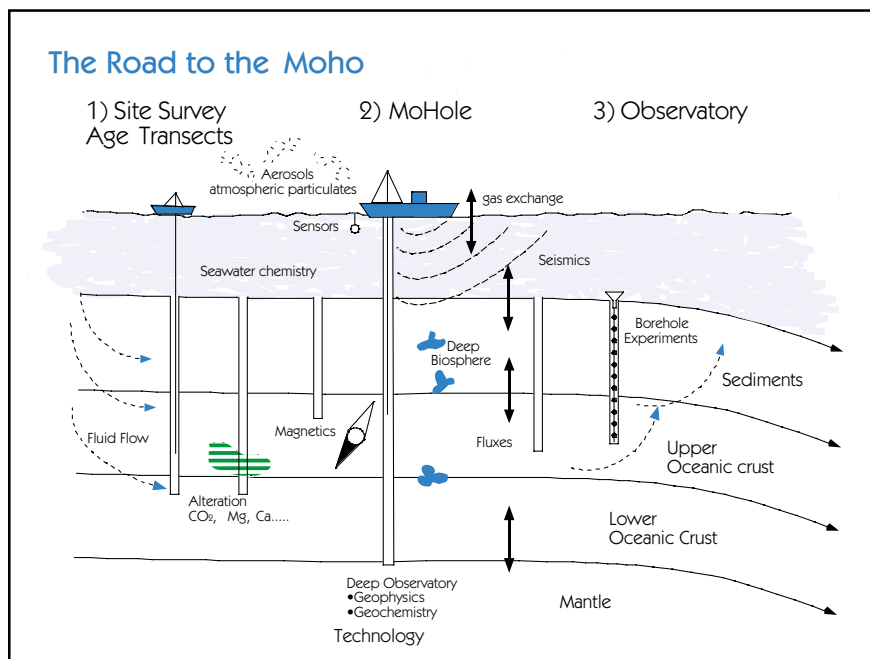 The Road to the Moho
1) Site Survey
Age Transects
2) MoHole
3) Observatory
Aerosols
atmospheric particulates
gas exchange
Sensors
Seawater chemistry
Seismics
Deep
Biosphere
Borehole
Experiments
Sediments
Fluid Flow
Magnetics
Fluxes
Upper
Oceanic crust
Alteration
CO₂, Mg, Ca.....
Lower
Oceanic Crust
Deep Observatory
•Geophysics
•Geochemistry
Mantle
Technology